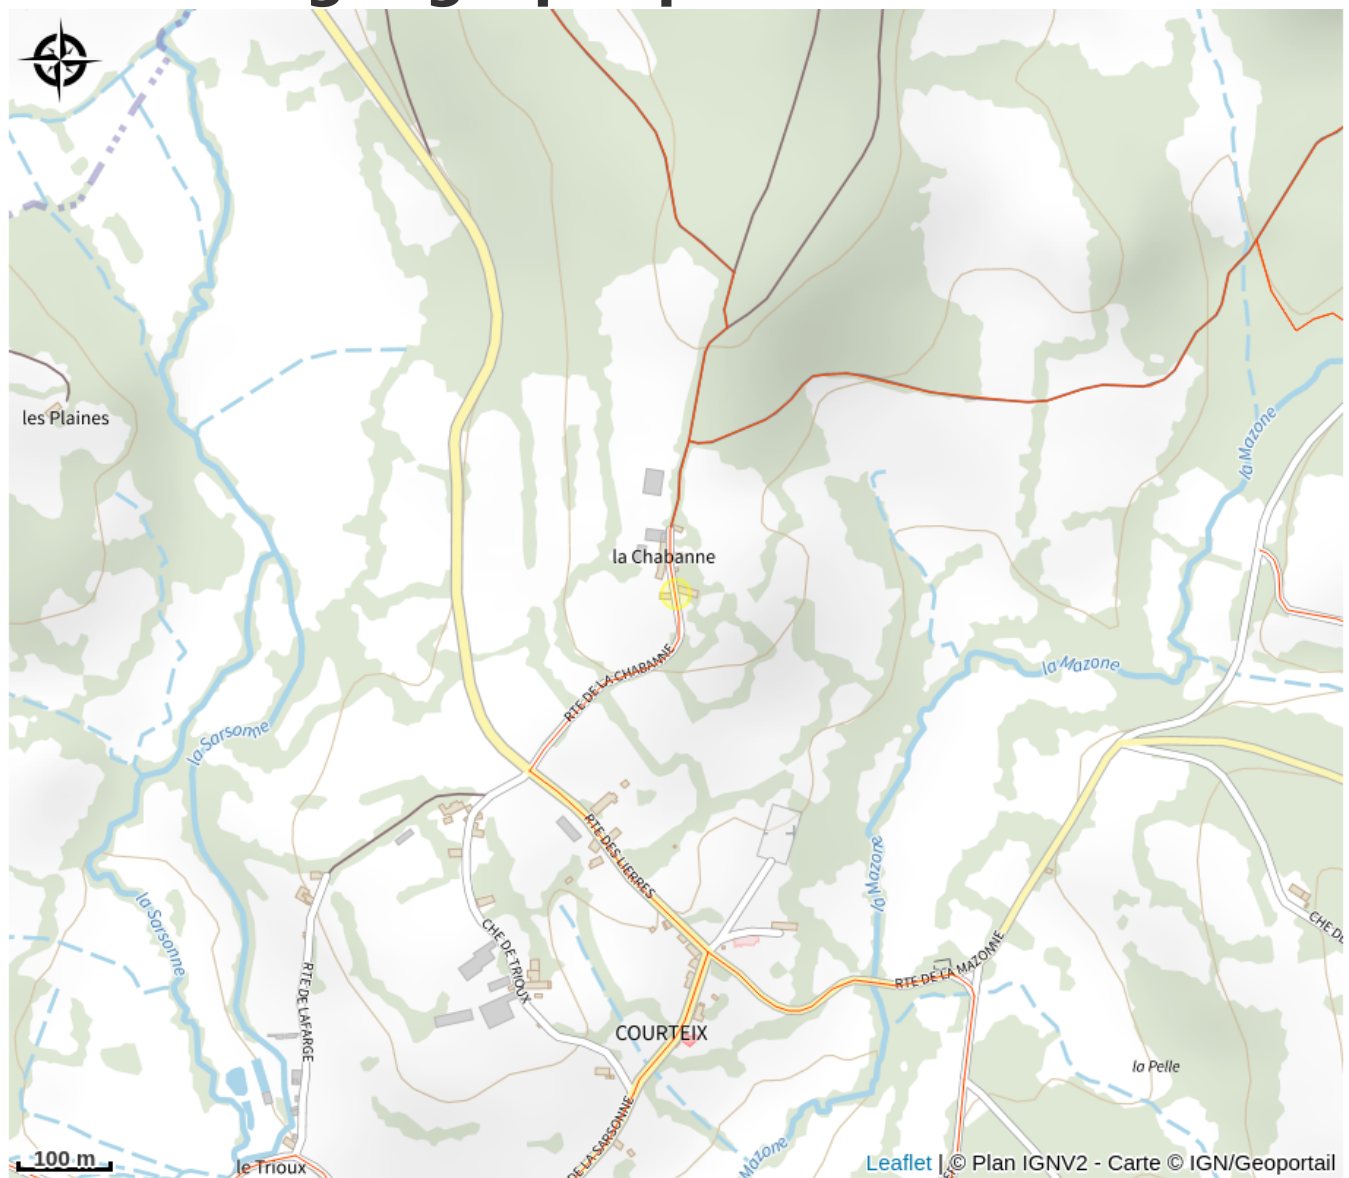 les Plaines
la Mazone
la Chabanne
RTE DE LA CHABANNE
la Mazone
la Sarsonne
RTE DES LIERRES
la Mazone
la Sarsonne
CHE DE TRIOUX
CHE DE
RTE DE LA MAZONNE
RTE DE LAFARGE
COURTEIX
la Pelle
DE LA SARSONNE
Mazone
100 m
le Trioux
Leaflet | © Plan IGNV2 - Carte © IGN/Geoportail